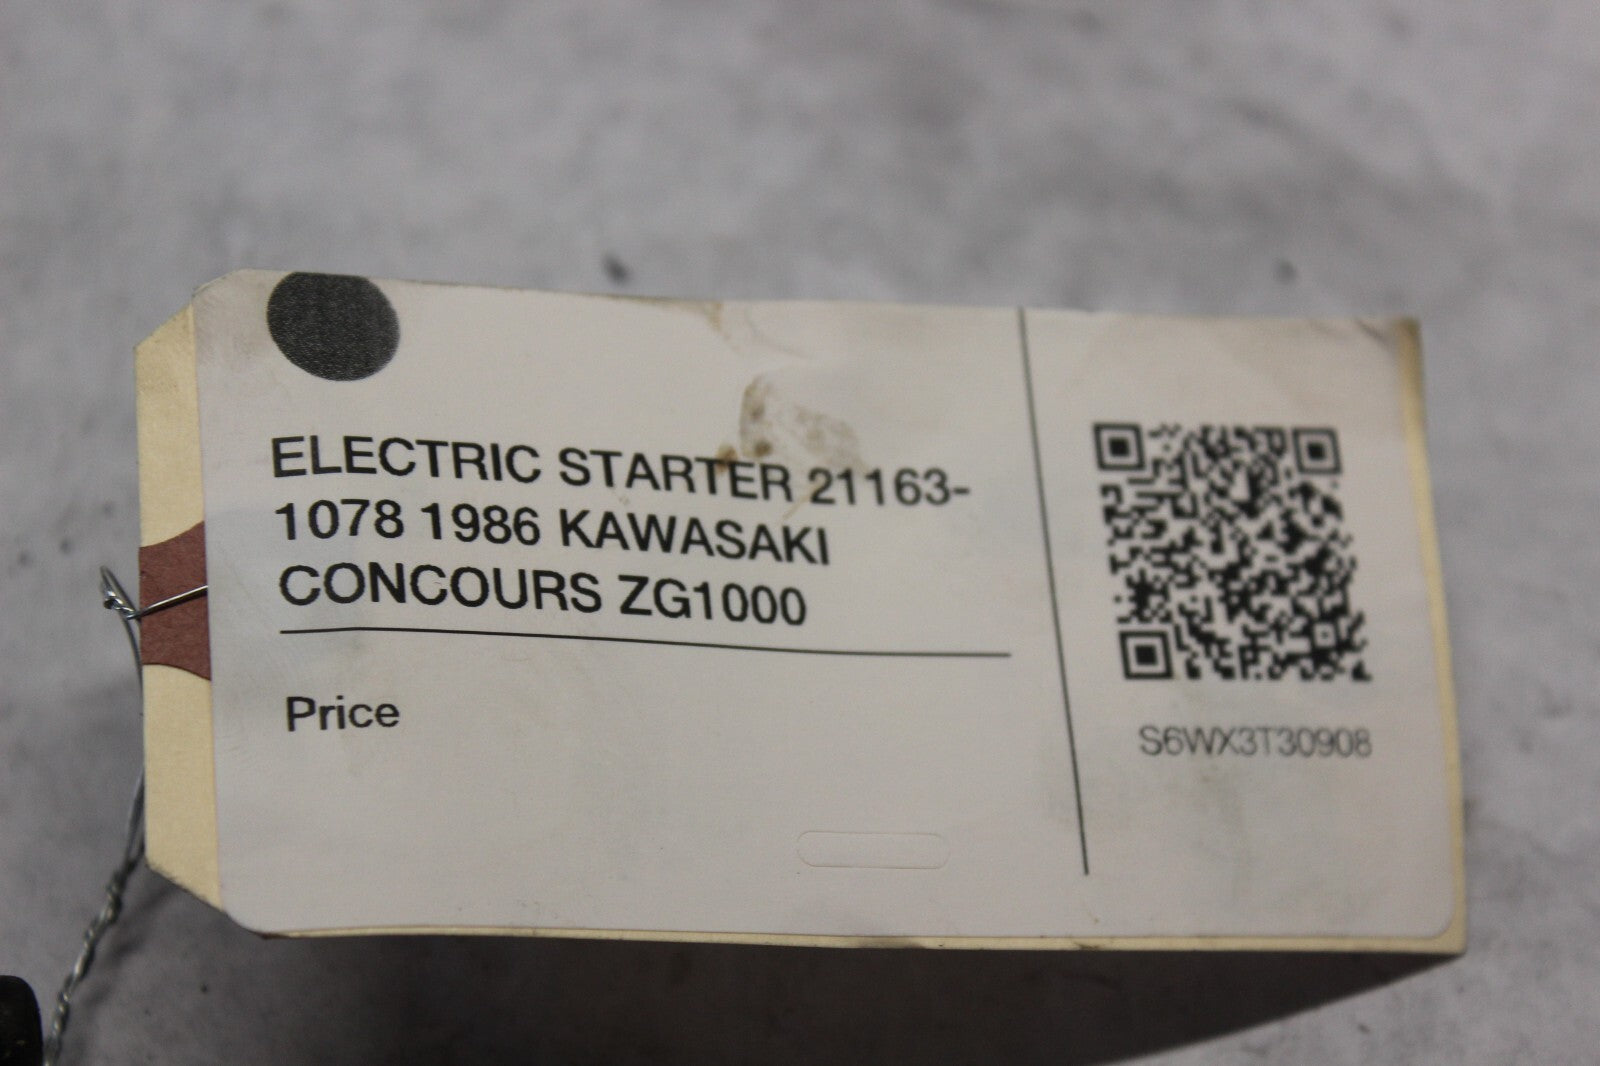 ELECTRIC STARTER 21163-
1078 1986 KAWASAKI
CONCOURS ZG1000
Price
S6WX3T30908